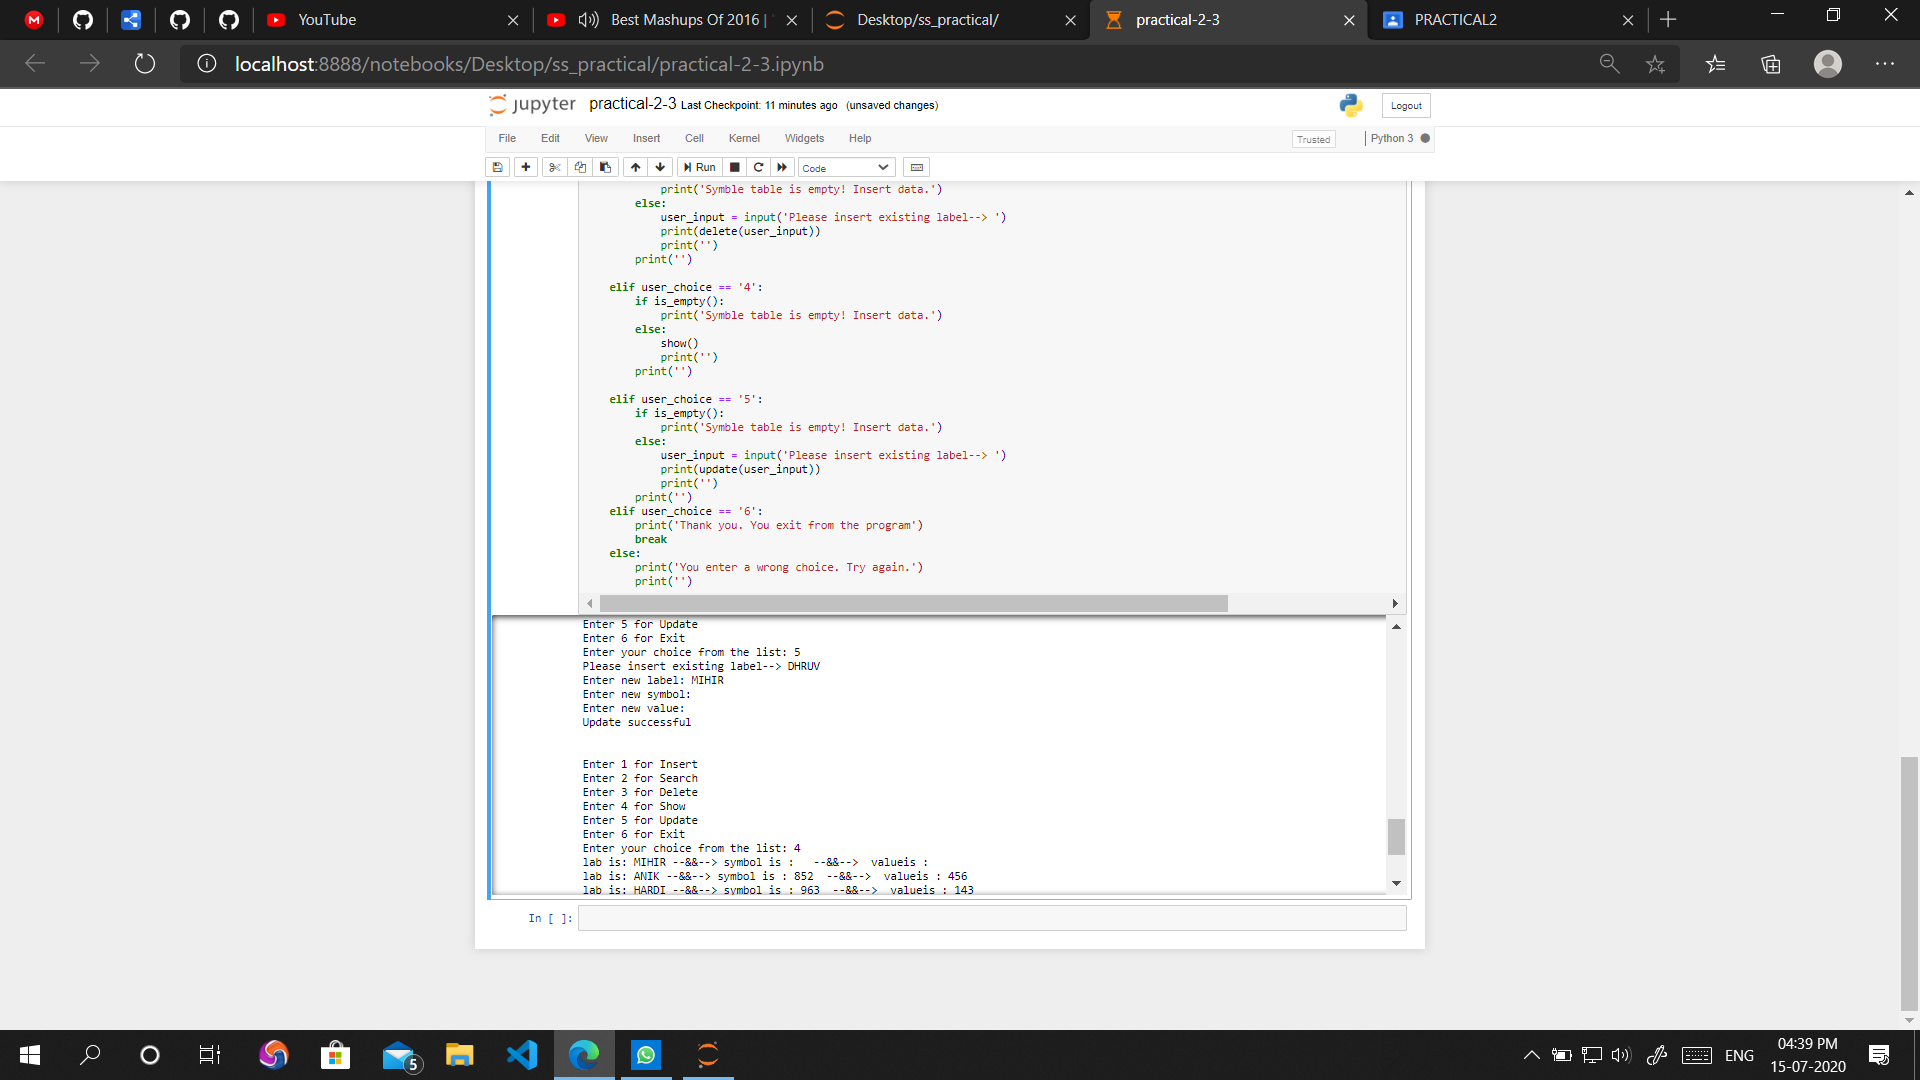 YouTube
Best Mashups Of 2016 |
Desktop/ss_practical/
practical-2-3
PRACTICAL2
localhost:8888/notebooks/Desktop/ss_practical/practical-2-3.ipynb
jupyter practical-2-3 Last Checkpoint: 11 minutes ago (unsaved changes)
Logout
File Edit View Insert Cell Kernel Widgets Help
Trusted
Python 3
Run
Code
print('Symble table is empty! Insert data.')
else:
user_input = input('Please insert existing label--> ')
print(delete(user_input))
print('')
print('')
elif user_choice == '4':
if is_empty():
print('Symble table is empty! Insert data.')
else:
show()
print('')
print('')
elif user_choice == '5':
if is_empty():
print('Symble table is empty! Insert data.')
else:
user_input = input('Please insert existing label--> ')
print(update(user_input))
print('')
print('')
elif user_choice == '6':
print('Thank you. You exit from the program')
break
else:
print('You enter a wrong choice. Try again.')
print('')
Enter 5 for Update
Enter 6 for Exit
Enter your choice from the list: 5
Please insert existing label--> DHRUV
Enter new label: MIHIR
Enter new symbol:
Enter new value:
Update successful
Enter 1 for Insert
Enter 2 for Search
Enter 3 for Delete
Enter 4 for Show
Enter 5 for Update
Enter 6 for Exit
Enter your choice from the list: 4
lab is: MIHIR --&&--> symbol is :   --&&-->  valueis :
lab is: ANIK --&&--> symbol is : 852  --&&-->  valueis : 456
lab is: HARDI --&&--> symbol is : 963  --&&-->  valueis : 143
In [ ]:
5
ENG
04:39 PM
15-07-2020